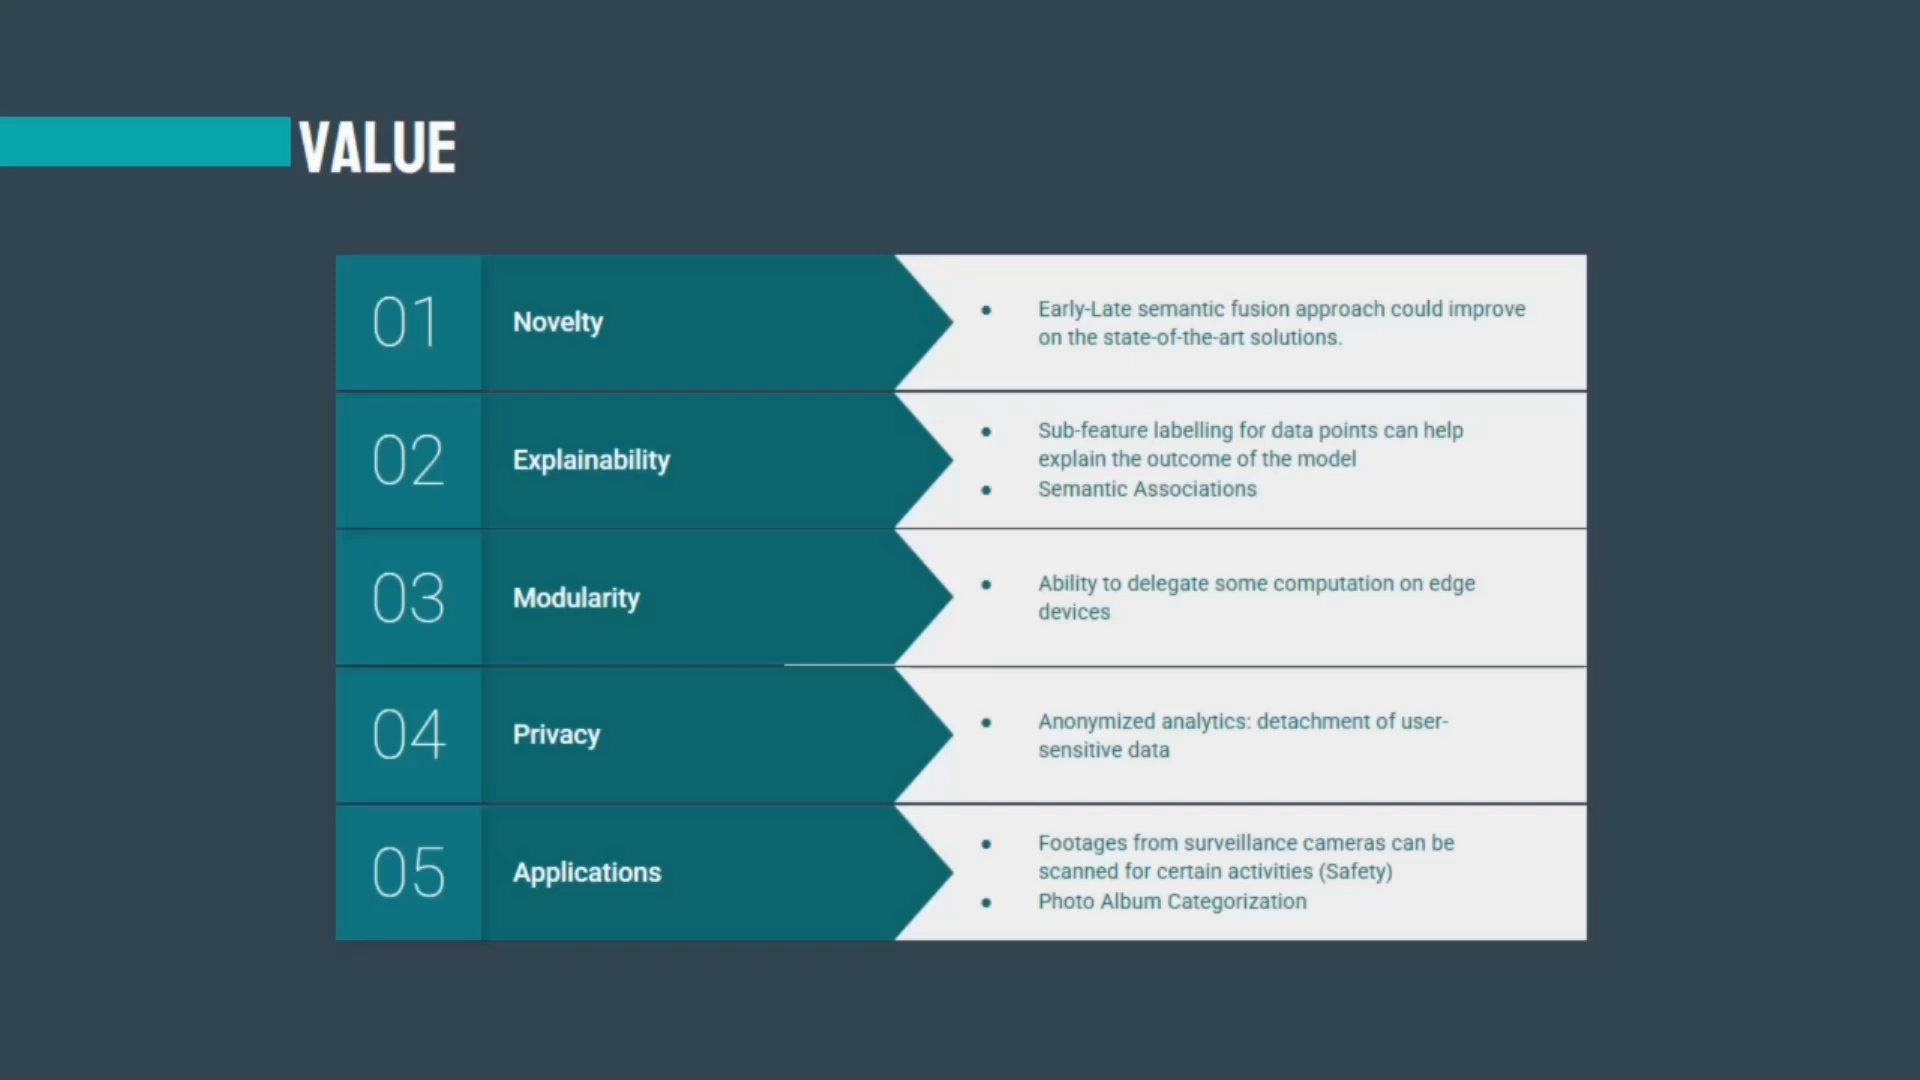 VALUE
01
Novelty
● Early-Late semantic fusion approach could improve
on the state-of-the-art solutions.
02
Explainability
● Sub-feature labelling for data points can help
explain the outcome of the model
● Semantic Associations
03
Modularity
● Ability to delegate some computation on edge
devices
04
Privacy
● Anonymized analytics: detachment of user-
sensitive data
05
Applications
● Footages from surveillance cameras can be
scanned for certain activities (Safety)
● Photo Album Categorization